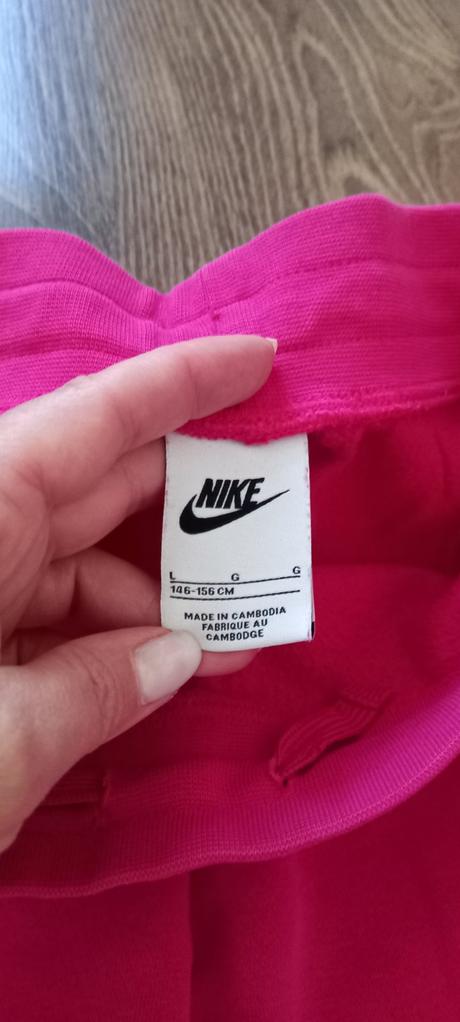 NIKE
L G G
146-156 CM
MADE IN CAMBODIA
FABRIQUE AU
CAMBODGE